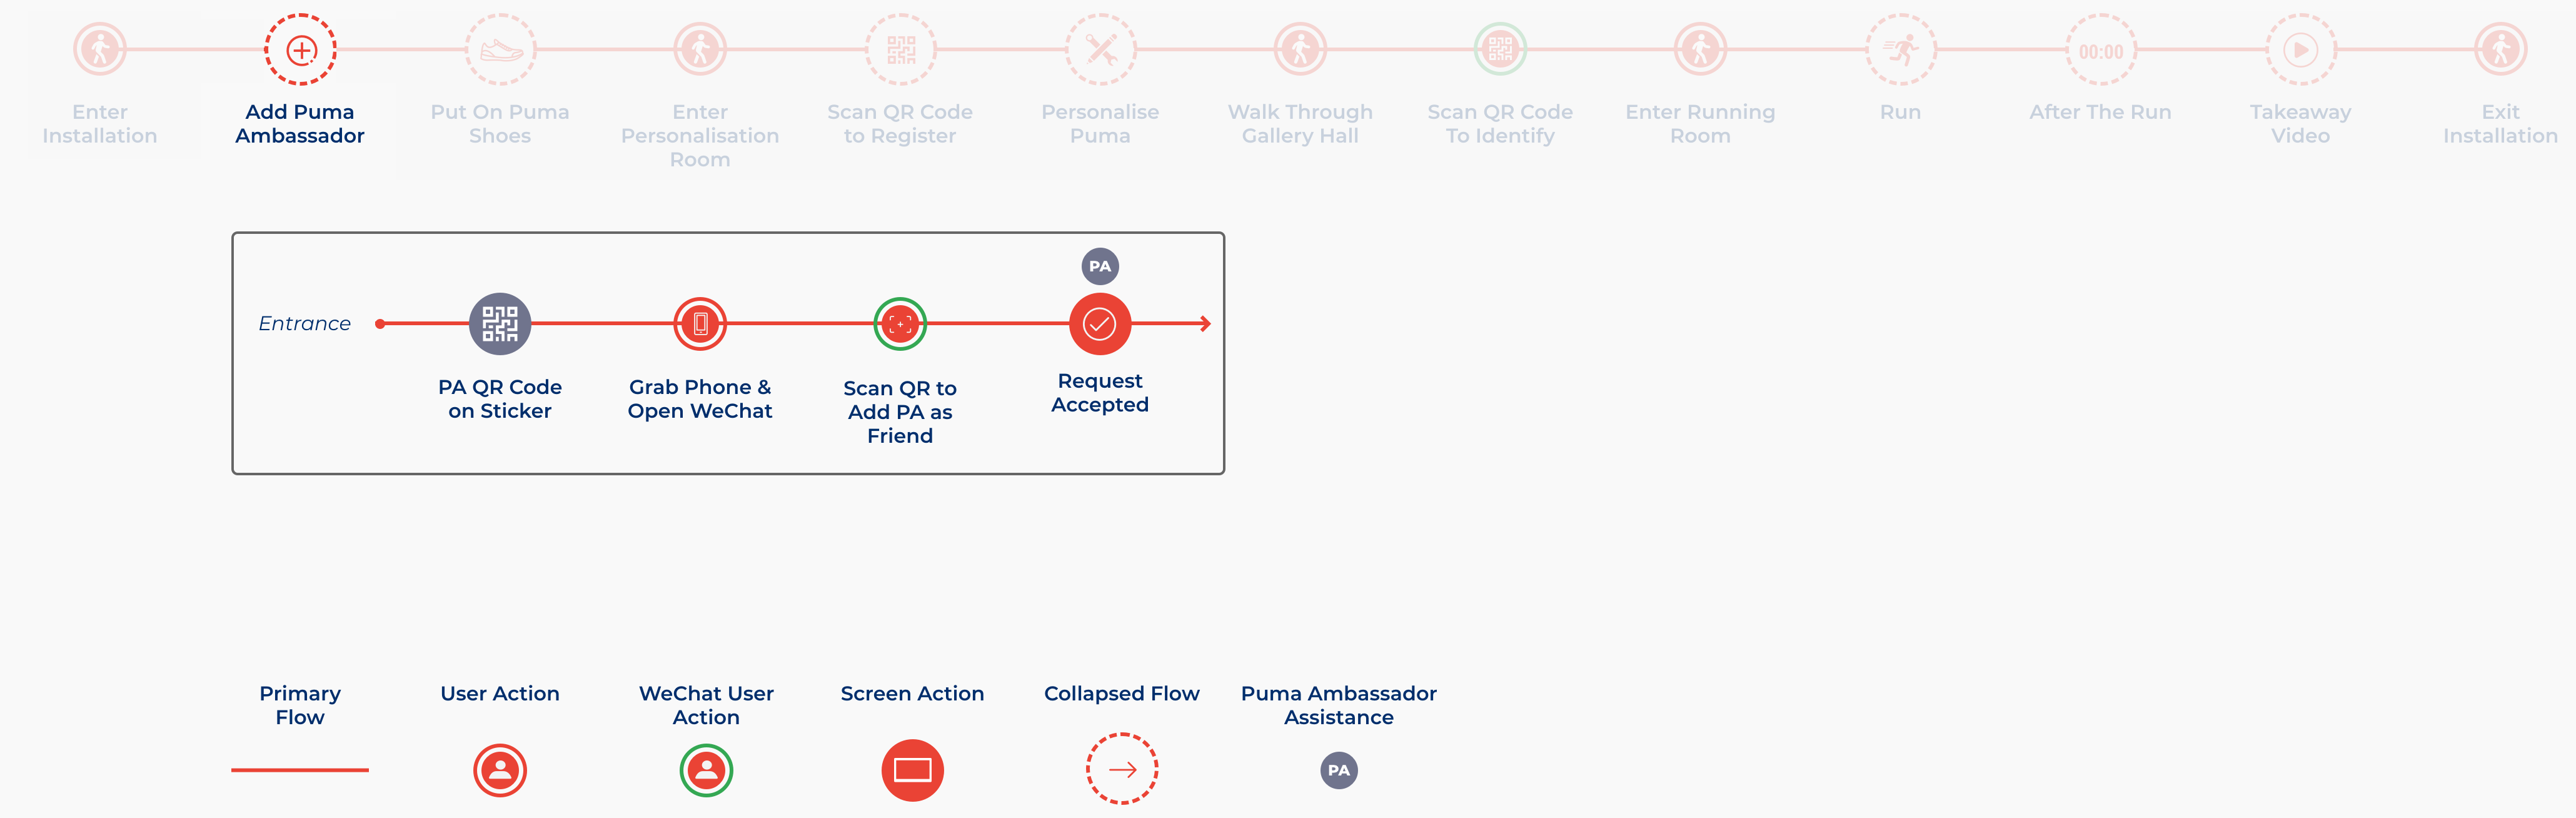 00:00
Enter
Installation
Add Puma
Ambassador
Put On Puma
Shoes
Enter
Personalisation
Room
Scan QR Code
to Register
Personalise
Puma
Walk Through
Gallery Hall
Scan QR Code
To Identify
Enter Running
Room
Run
After The Run
Takeaway
Video
Exit
Installation
PA
Entrance
PA QR Code
on Sticker
Grab Phone &
Open WeChat
Scan QR to
Add PA as
Friend
Request
Accepted
Primary
Flow
User Action
WeChat User
Action
Screen Action
Collapsed Flow
Puma Ambassador
Assistance
PA